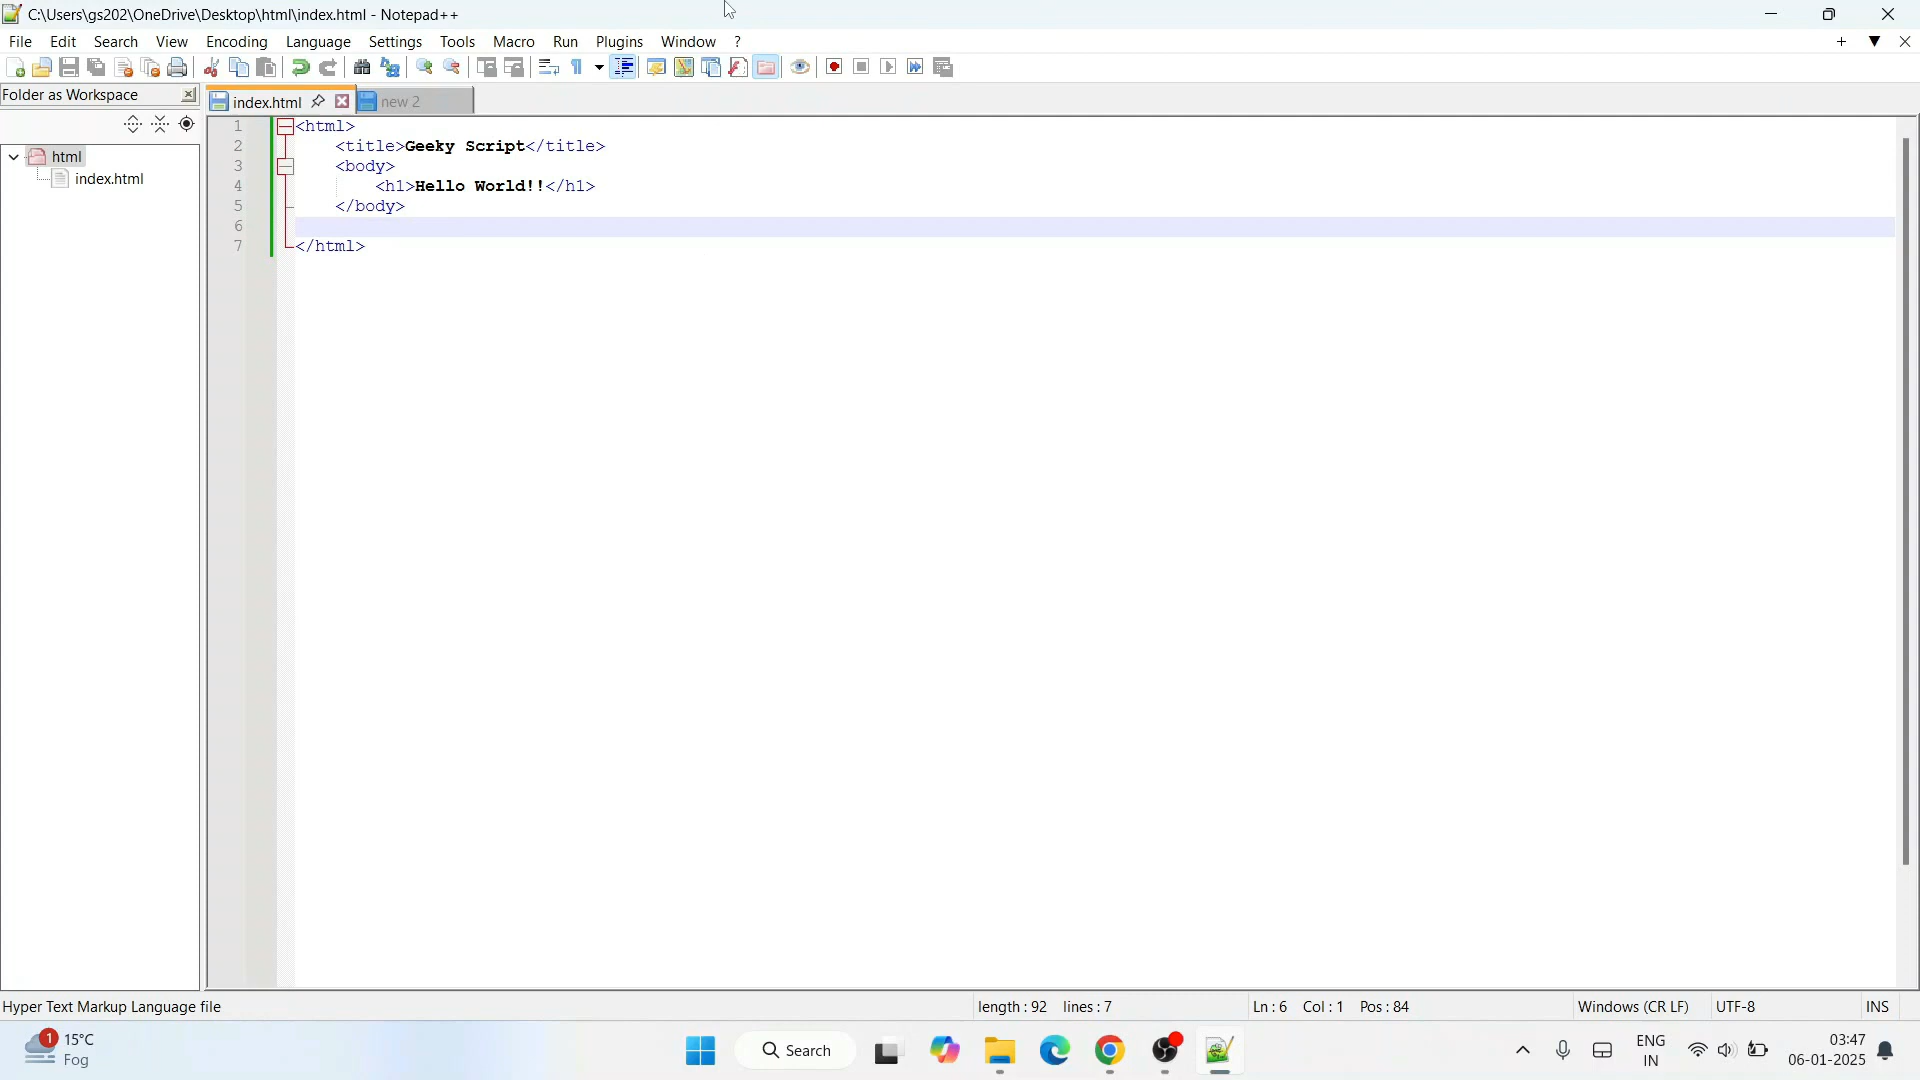 C:\Users\gs202\OneDrive\Desktop\html\index.html - Notepad++
File Edit Search View Encoding Language Settings Tools Macro Run Plugins Window ?
Folder as Workspace
index.html
new 2
html
index.html
1 <html>
2 <title>Geeky Script</title>
3 <body>
4 <h1>Hello World!!</h1>
5 </body>
6
7 </html>
Hyper Text Markup Language file
length : 92 lines : 7
Ln : 6 Col : 1 Pos : 84
Windows (CR LF)
UTF-8
INS
1
15°C
Fog
Search
ENG
IN
03:47
06-01-2025